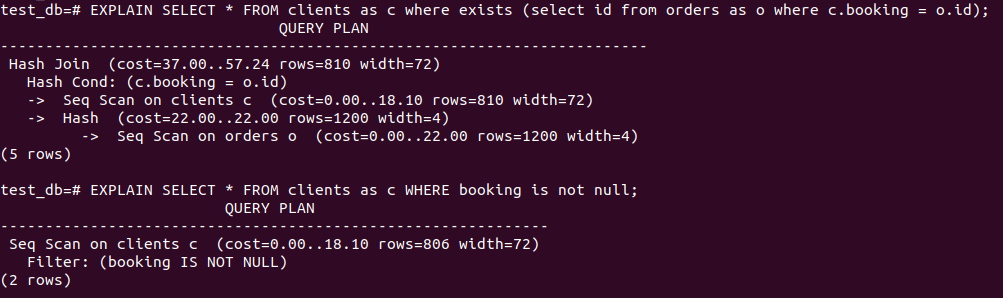 test_db=# EXPLAIN SELECT * FROM clients as c where exists (select id from orders as o where c.booking = o.id);
                                  QUERY PLAN
------------------------------------------------------------------------------
 Hash Join  (cost=37.00..57.24 rows=810 width=72)
   Hash Cond: (c.booking = o.id)
   ->  Seq Scan on clients c  (cost=0.00..18.10 rows=810 width=72)
   ->  Hash  (cost=22.00..22.00 rows=1200 width=4)
         ->  Seq Scan on orders o  (cost=0.00..22.00 rows=1200 width=4)
(5 rows)

test_db=# EXPLAIN SELECT * FROM clients as c WHERE booking is not null;
                           QUERY PLAN
------------------------------------------------------------------
 Seq Scan on clients c  (cost=0.00..18.10 rows=806 width=72)
   Filter: (booking IS NOT NULL)
(2 rows)